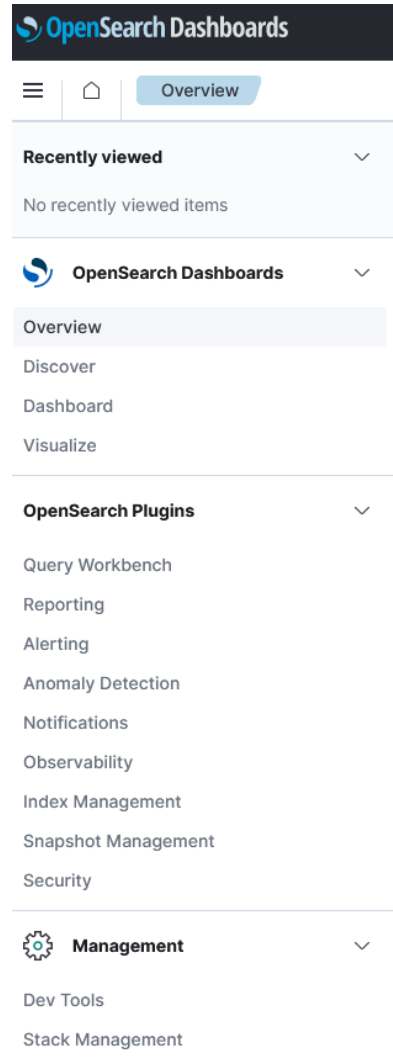 OpenSearch Dashboards
Overview
Recently viewed
No recently viewed items
OpenSearch Dashboards
Overview
Discover
Dashboard
Visualize
OpenSearch Plugins
Query Workbench
Reporting
Alerting
Anomaly Detection
Notifications
Observability
Index Management
Snapshot Management
Security
Management
Dev Tools
Stack Management